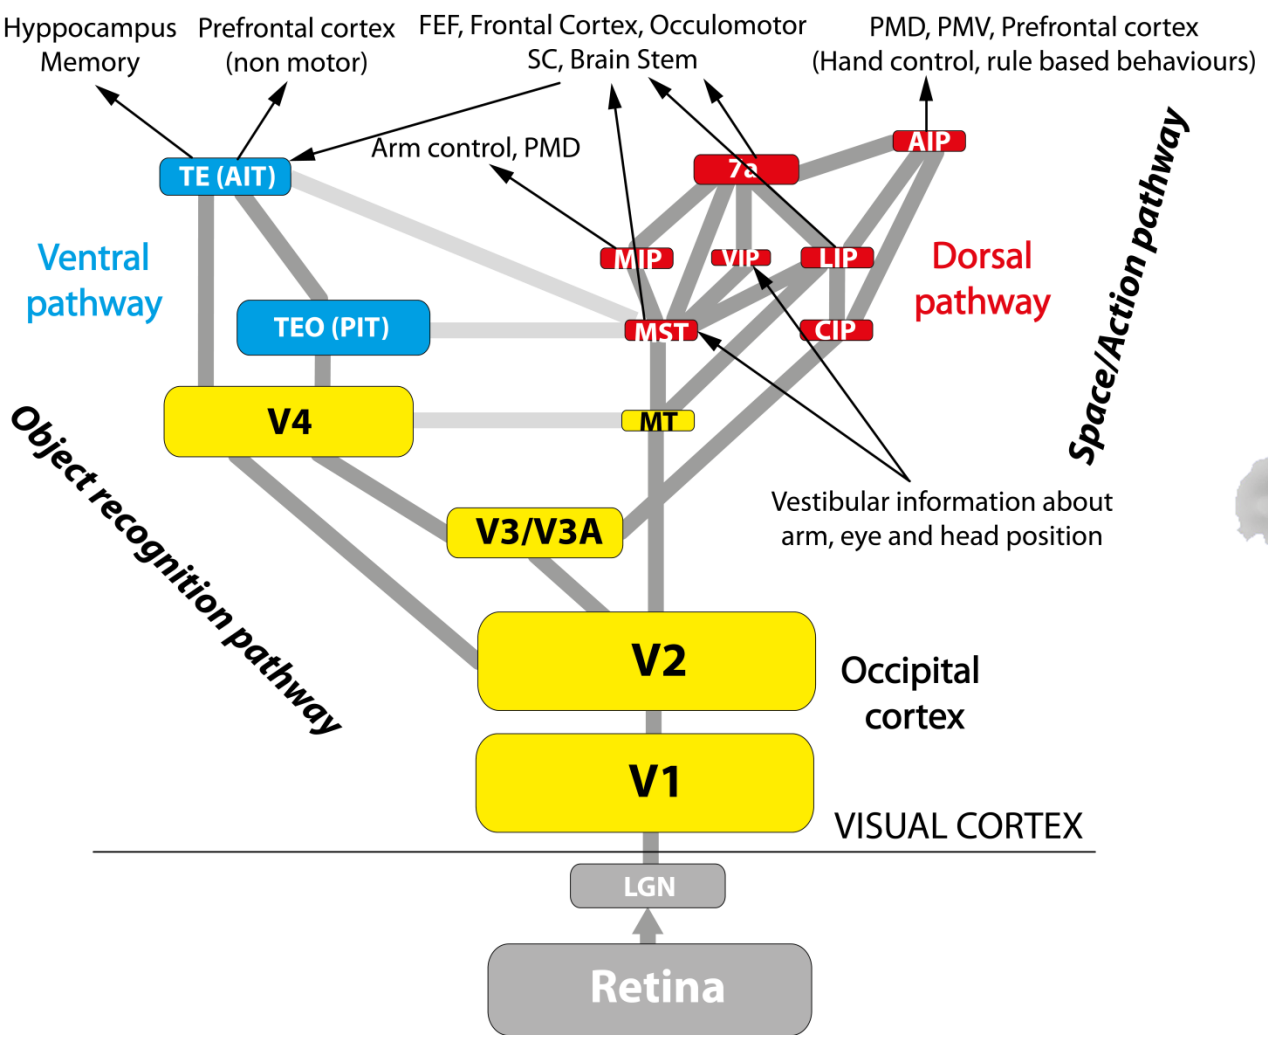 Hyppocampus
Memory
Prefrontal cortex
(non motor)
FEF, Frontal Cortex, Occulomotor
SC, Brain Stem
PMD, PMV, Prefrontal cortex
(Hand control, rule based behaviours)
Arm control, PMD
TE (AIT)
7a
AIP
Ventral
pathway
MIP
VIP
LIP
Dorsal
pathway
Space/Action pathway
TEO (PIT)
MST
CIP
V4
MT
Object recognition pathway
Vestibular information about
arm, eye and head position
V3/V3A
V2
Occipital
cortex
V1
VISUAL CORTEX
LGN
Retina